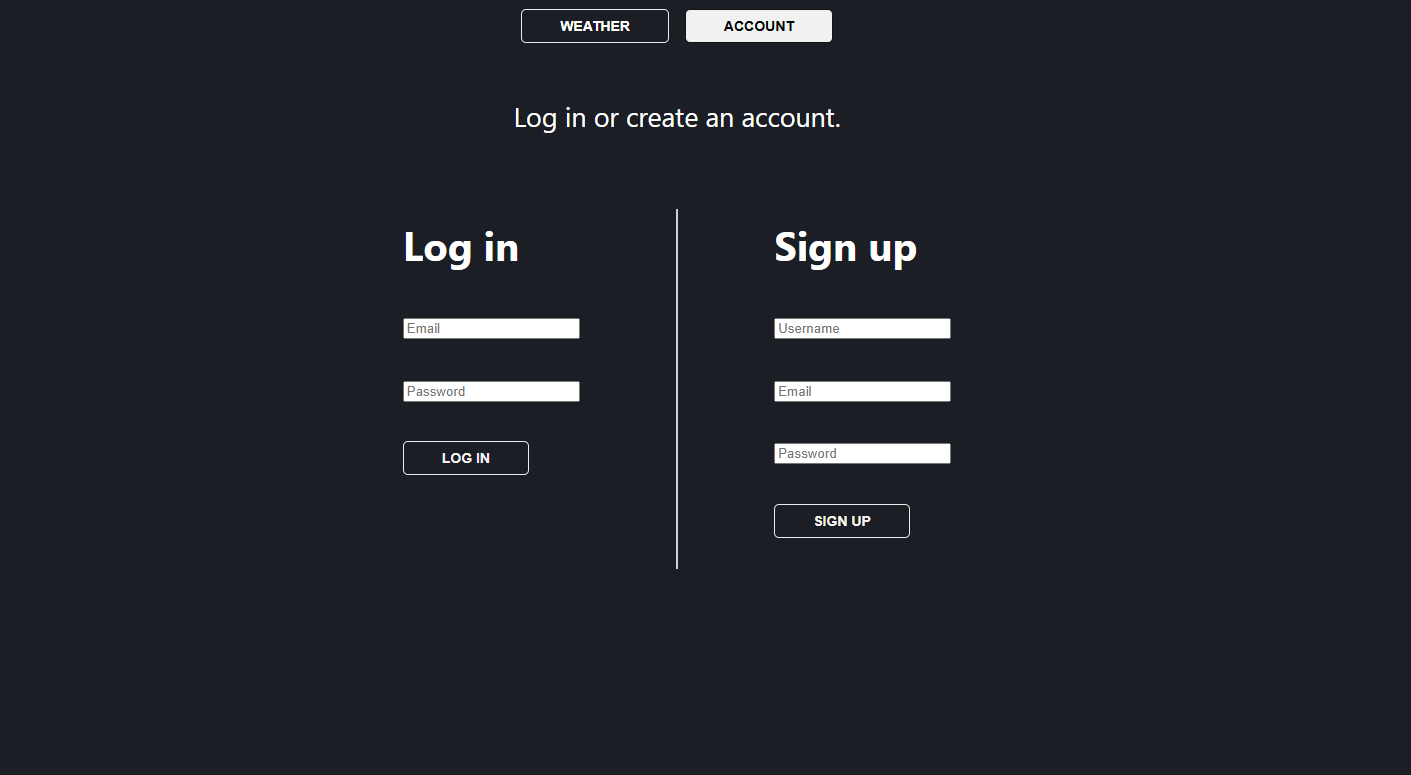 WEATHER ACCOUNT
Log in or create an account.
Log in
Email
Password
LOG IN
Sign up
Username
Email
Password
SIGN UP